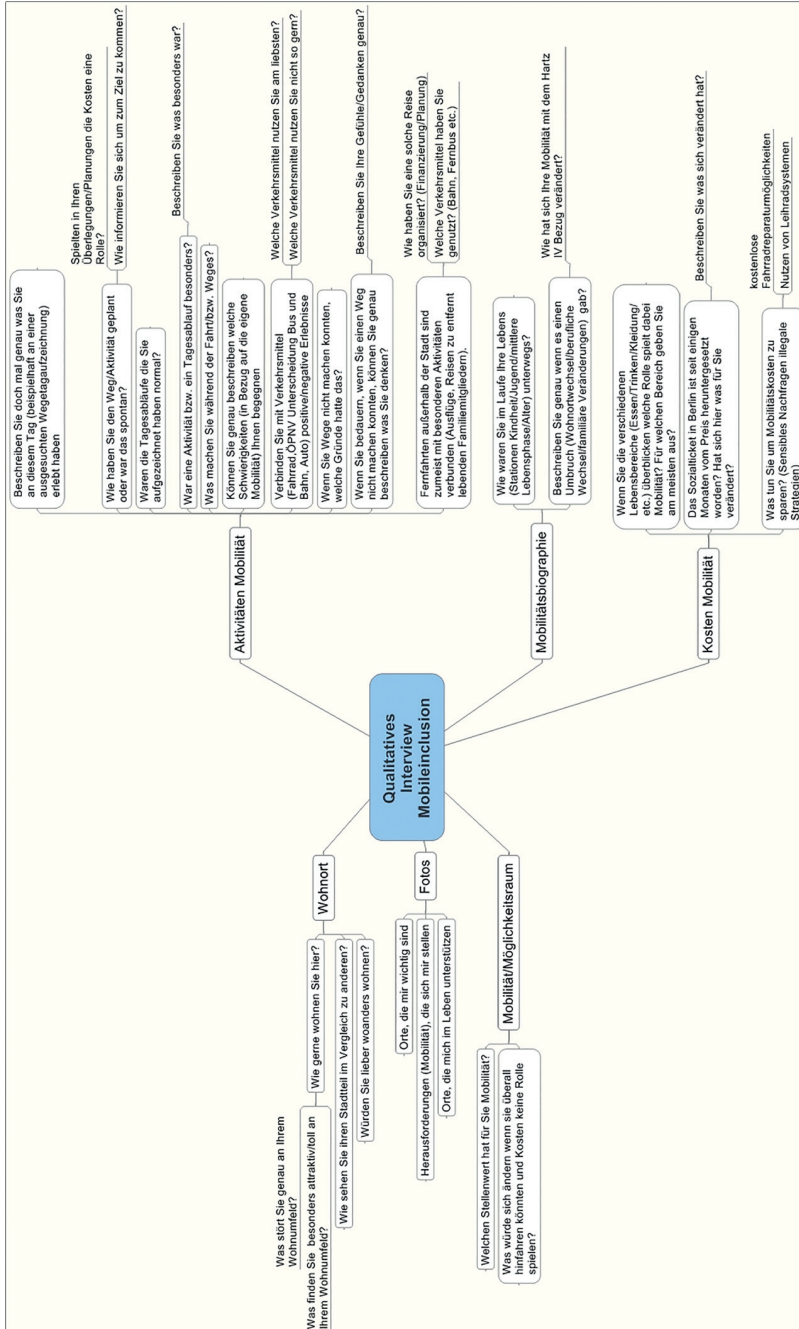 Qualitatives
Interview
Mobileinclusion
Wohnort
Wie gerne wohnen Sie hier?
Was stört Sie genau an Ihrem
Wohnumfeld?
Was finden Sie besonders attraktiv/toll an
Ihrem Wohnumfeld?
Wie sehen Sie ihren Stadtteil im Vergleich zu anderen?
Würden Sie lieber woanders wohnen?
Fotos
Orte, die mir wichtig sind
Herausforderungen (Mobilität), die sich mir stellen
Orte, die mich im Leben unterstützen
Mobilität/Möglichkeitsraum
Welchen Stellenwert hat für Sie Mobilität?
Was würde sich ändern wenn sie überall
hinfahren könnten und Kosten keine Rolle
spielen?
Aktivitäten Mobilität
Beschreiben Sie doch mal genau was Sie
an diesem Tag (beispielhaft an einer
ausgesuchten Wegetagaufzeichnung)
erlebt haben
Wie haben Sie den Weg/Aktivität geplant
oder war das spontan?
Spielten in Ihren
Überlegungen/Planungen die Kosten eine
Rolle?
Wie informieren Sie sich um zum Ziel zu kommen?
Waren die Tagesabläufe die Sie
aufgezeichnet haben normal?
War eine Aktivität bzw. ein Tagesablauf besonders?
Beschreiben Sie was besonders war?
Was machen Sie während der Fahrt/bzw. Weges?
Können Sie genau beschreiben welche
Schwierigkeiten (in Bezug auf die eigene
Mobilität) Ihnen begegnen
Verbinden Sie mit Verkehrsmittel
(Fahrrad,ÖPNV Unterscheidung Bus und
Bahn, Auto) positive/negative Erlebnisse
Welche Verkehrsmittel nutzen Sie am liebsten?
Welche Verkehrsmittel nutzen Sie nicht so gern?
Wenn Sie Wege nicht machen konnten,
welche Gründe hatte das?
Wenn Sie bedauern, wenn Sie einen Weg
nicht machen konnten, können Sie genau
beschreiben was Sie denken?
Beschreiben Sie Ihre Gefühle/Gedanken genau?
Fernfahrten außerhalb der Stadt sind
zumeist mit besonderen Aktivitäten
verbunden (Ausflüge, Reisen zu entfernt
lebenden Familiemitgliedern).
Wie haben Sie eine solche Reise
organisiert? (Finanzierung/Planung)
Welche Verkehrsmittel haben Sie
genutzt? (Bahn, Fernbus etc.)
Mobilitätsbiographie
Wie waren Sie im Laufe Ihre Lebens
(Stationen Kindheit/Jugend/mittlere
Lebensphase/Alter) unterwegs?
Beschreiben Sie genau wenn es einen
Umbruch (Wohnortwechsel/berufliche
Wechsel/familiäre Veränderungen) gab?
Wie hat sich Ihre Mobilität mit dem Hartz
IV Bezug verändert?
Kosten Mobilität
Wenn Sie die verschiedenen
Lebensbereiche (Essen/Trinken/Kleidung/
etc.) überblicken welche Rolle spielt dabei
Mobilität? Für welchen Bereich geben Sie
am meisten aus?
Das Sozialticket in Berlin ist seit einigen
Monaten vom Preis heruntergesetzt
worden? Hat sich hier was für Sie
verändert?
Beschreiben Sie was sich verändert hat?
Was tun Sie um Mobilitätskosten zu
sparen? (Sensibles Nachfragen illegale
Strategien)
kostenlose
Fahrradreparaturmöglichkeiten
Nutzen von Leihradsystemen